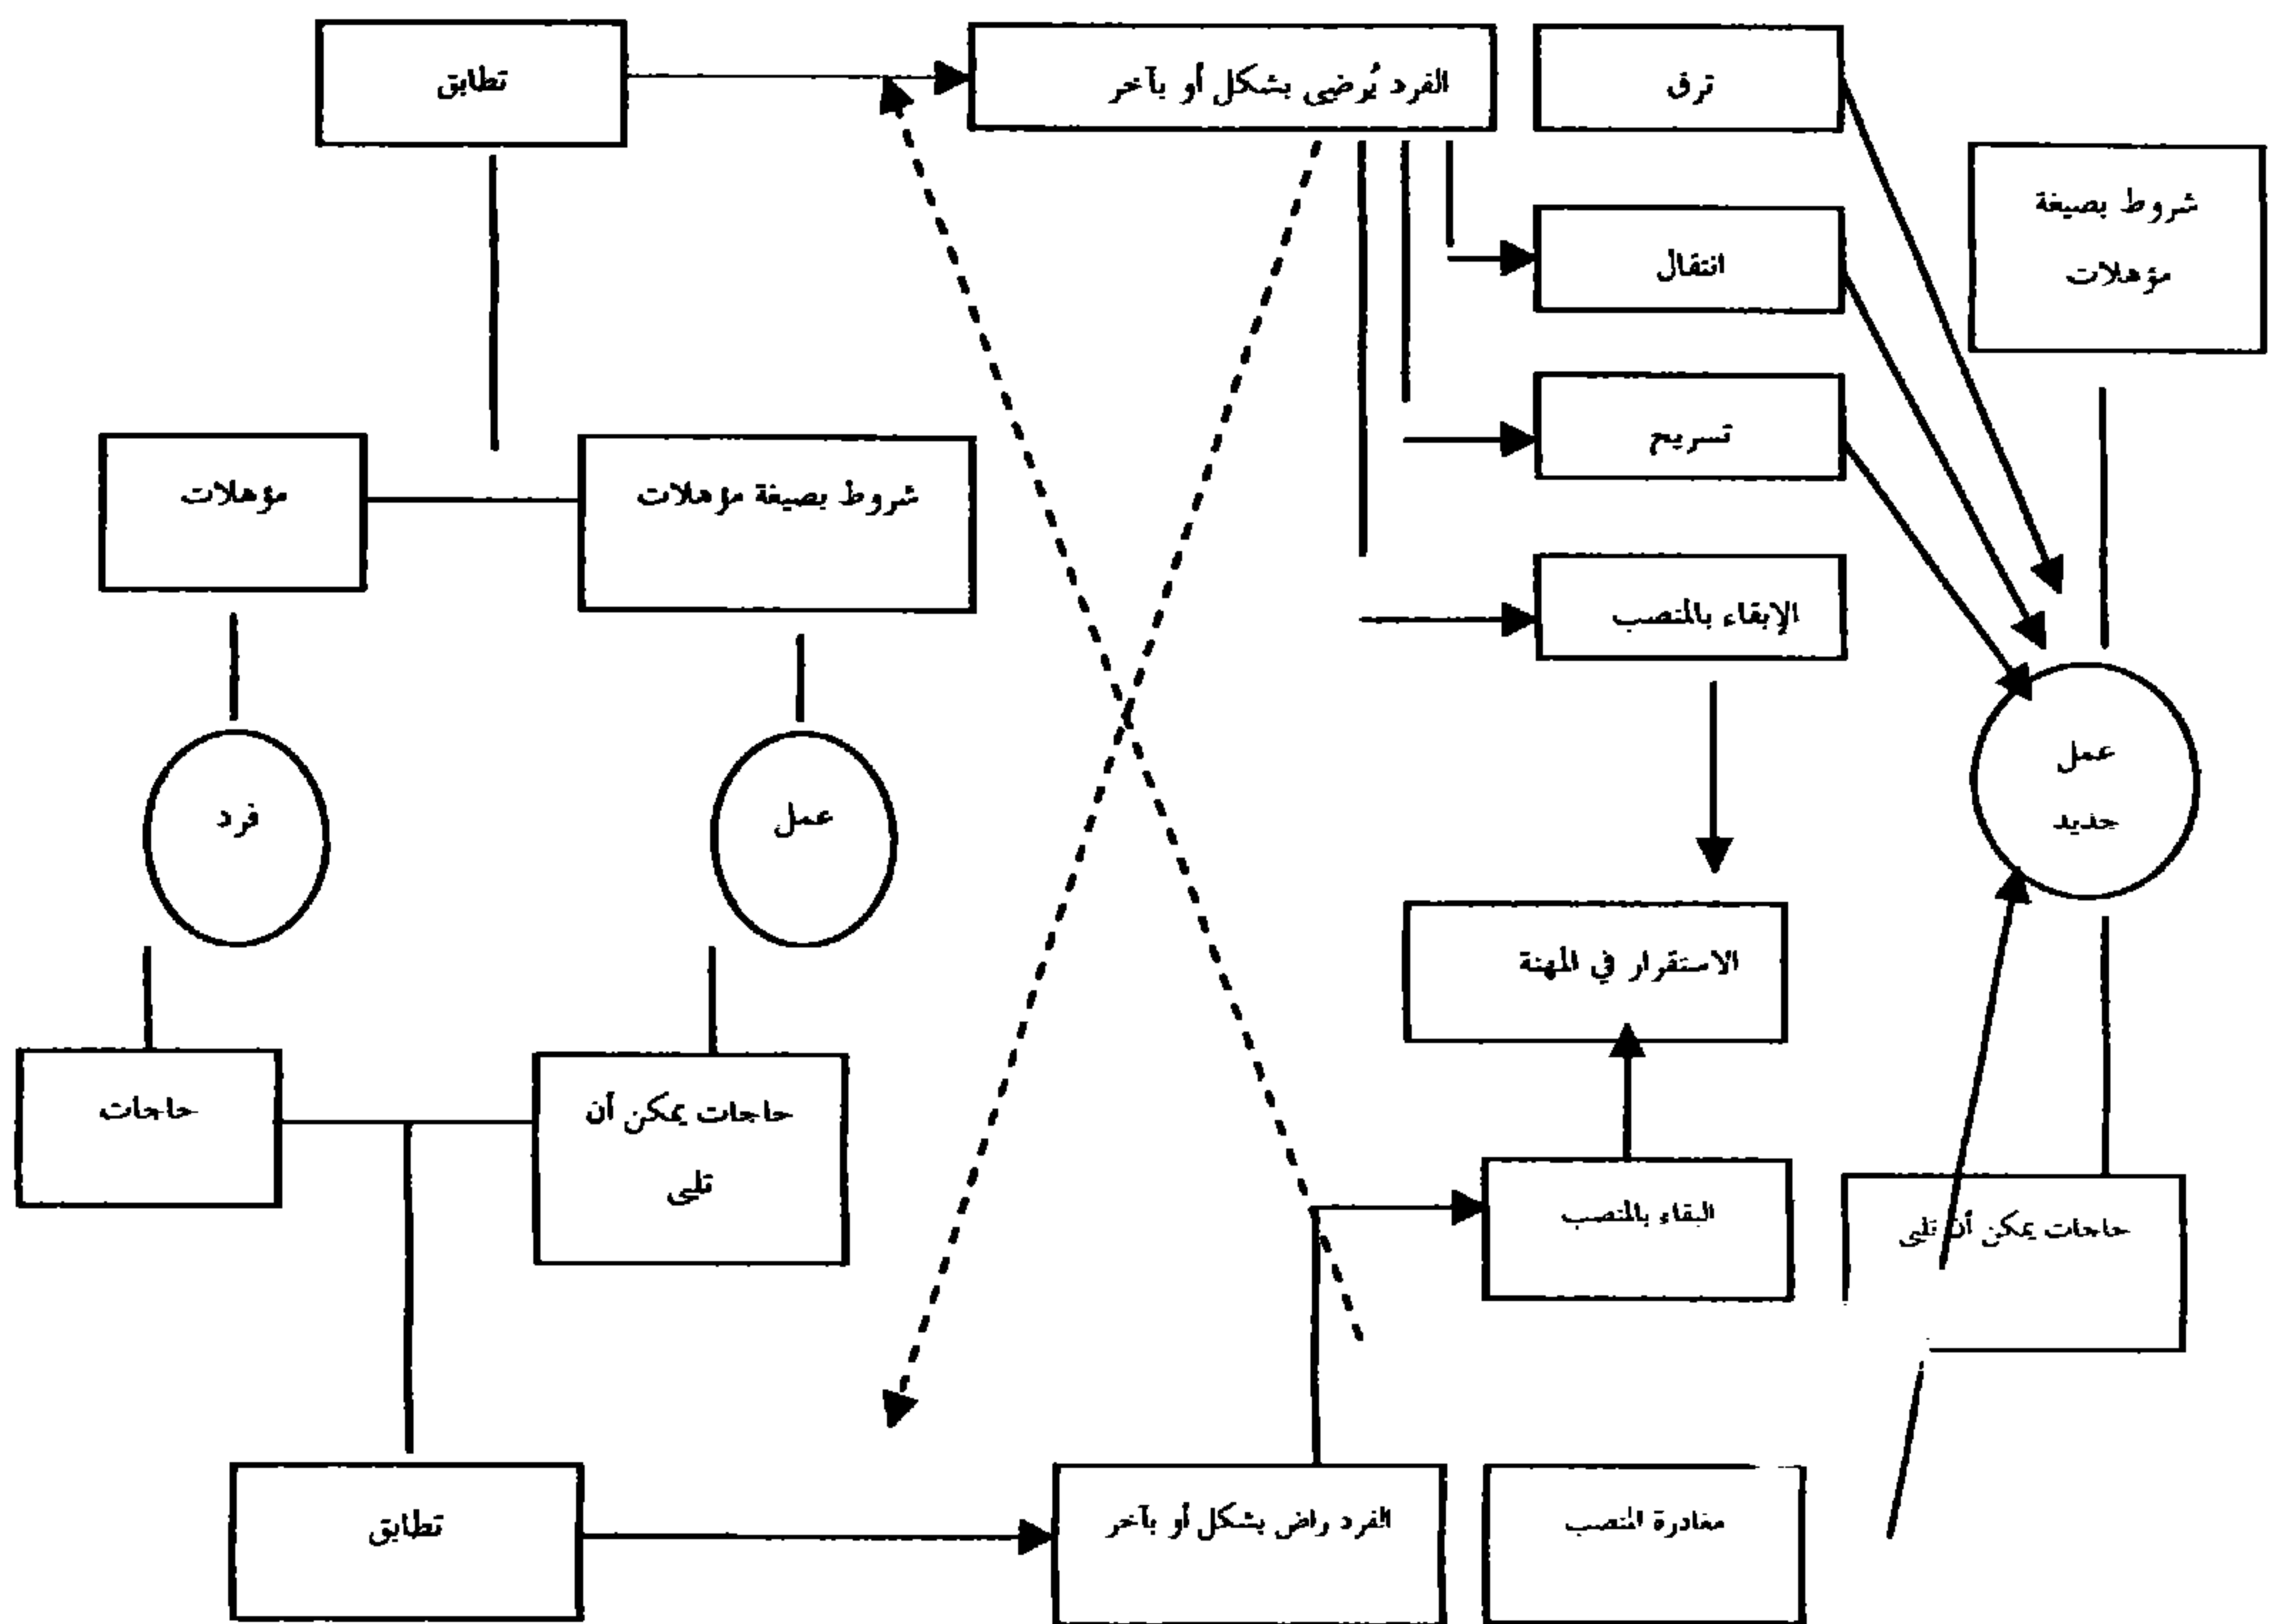 تطابق
الفرد يُرضي بشكل أو بآخر
ترق
شروط بصيغة
مؤهلات
انتقال
تسريح
مؤهلات
شروط بصيغة مؤهلات
الإبقاء بالمنصب
فرد
عمل
عمل
جديد
الاستقرار في المهنة
حاجات
حاجات يمكن أن
تلبى
البقاء بالمنصب
حاجات يمكن أن تلبى
تطابق
الفرد راض بشكل أو بآخر
مغادرة المنصب